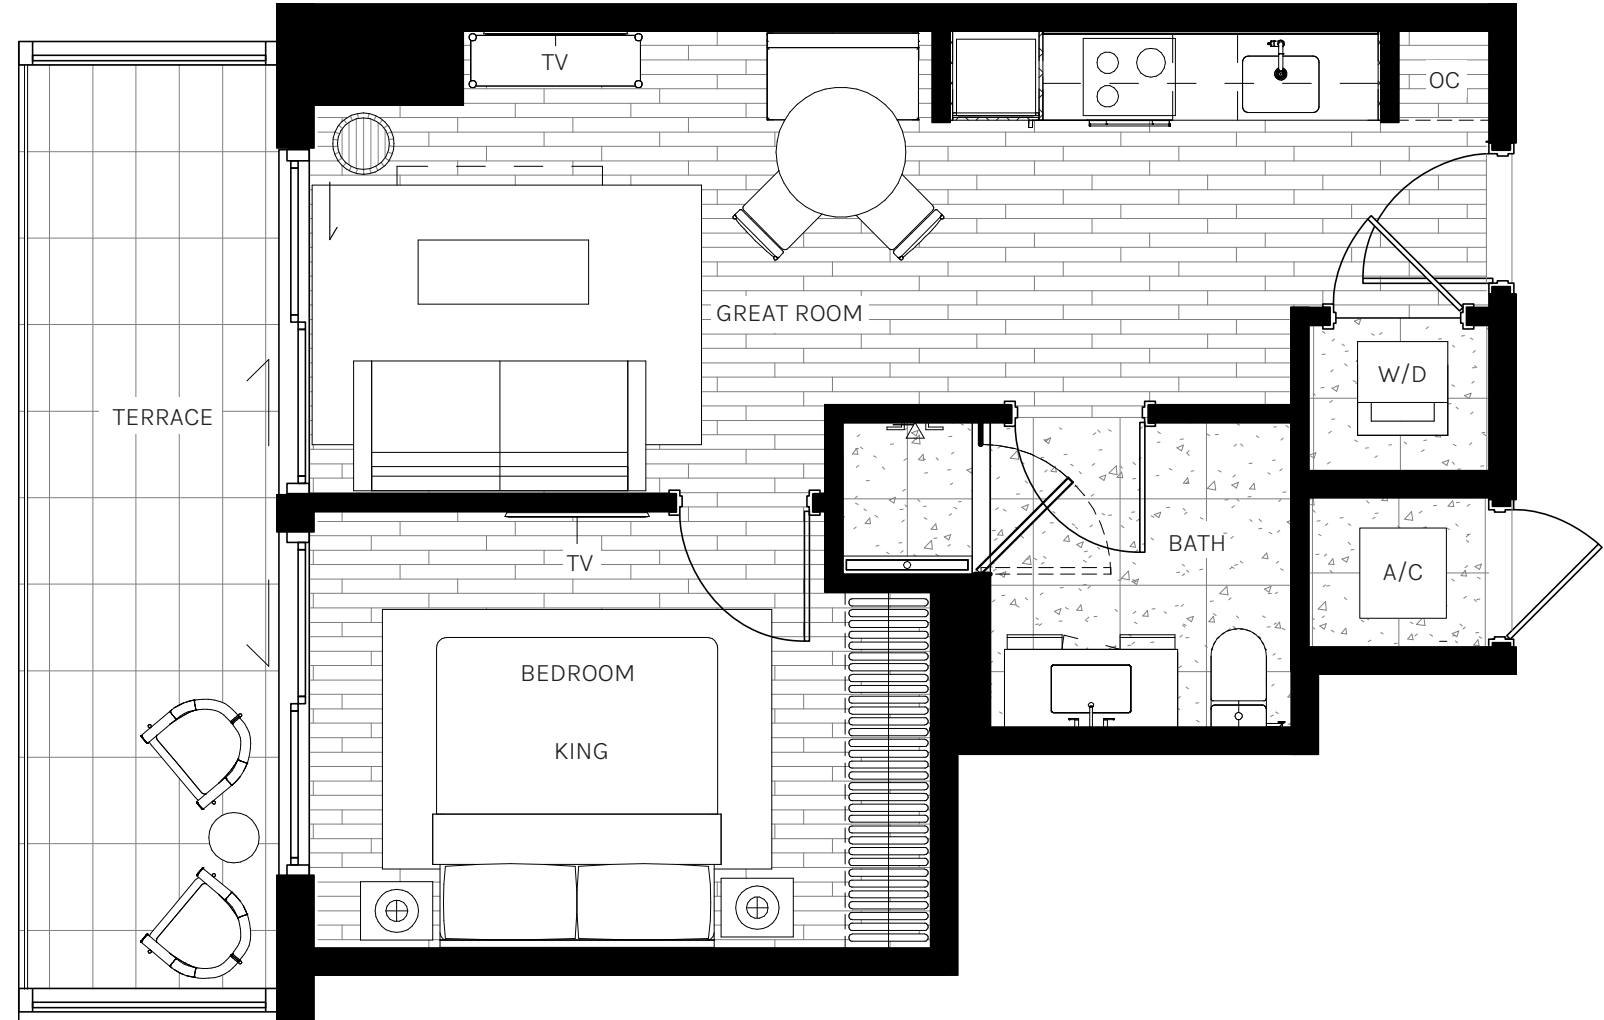 TV
OC
GREAT ROOM
W/D
TERRACE
BATH
TV
A/C
BEDROOM
KING